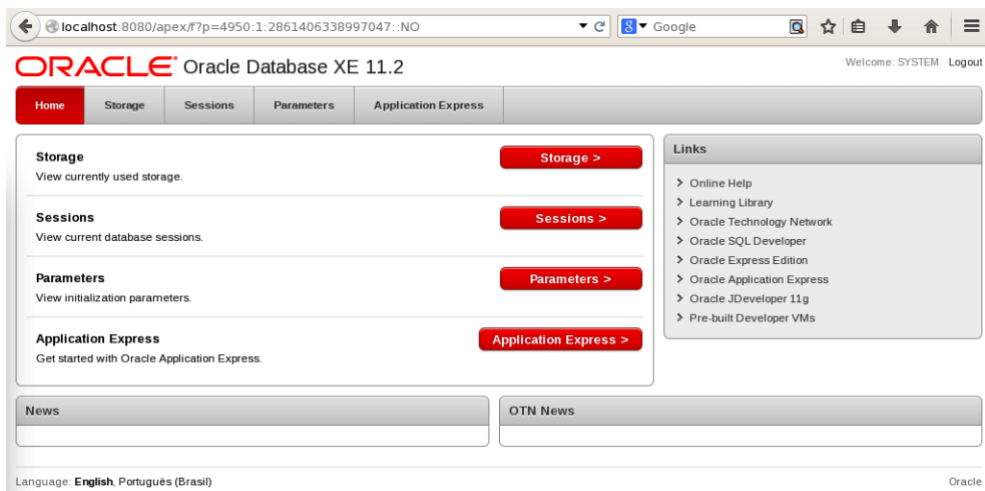 localhost:8080/apex/f?p=4950:1:2861406338997047::NO
8 Google
ORACLE Oracle Database XE 11.2
Welcome: SYSTEM Logout
Home Storage Sessions Parameters Application Express
Storage
View currently used storage.
Storage >
Sessions
View current database sessions.
Sessions >
Parameters
View initialization parameters.
Parameters >
Application Express
Get started with Oracle Application Express.
Application Express >
Links
Online Help
Learning Library
Oracle Technology Network
Oracle SQL Developer
Oracle Express Edition
Oracle Application Express
Oracle JDeveloper 11g
Pre-built Developer VMs
News
OTN News
Language: English, Português (Brasil)
Oracle